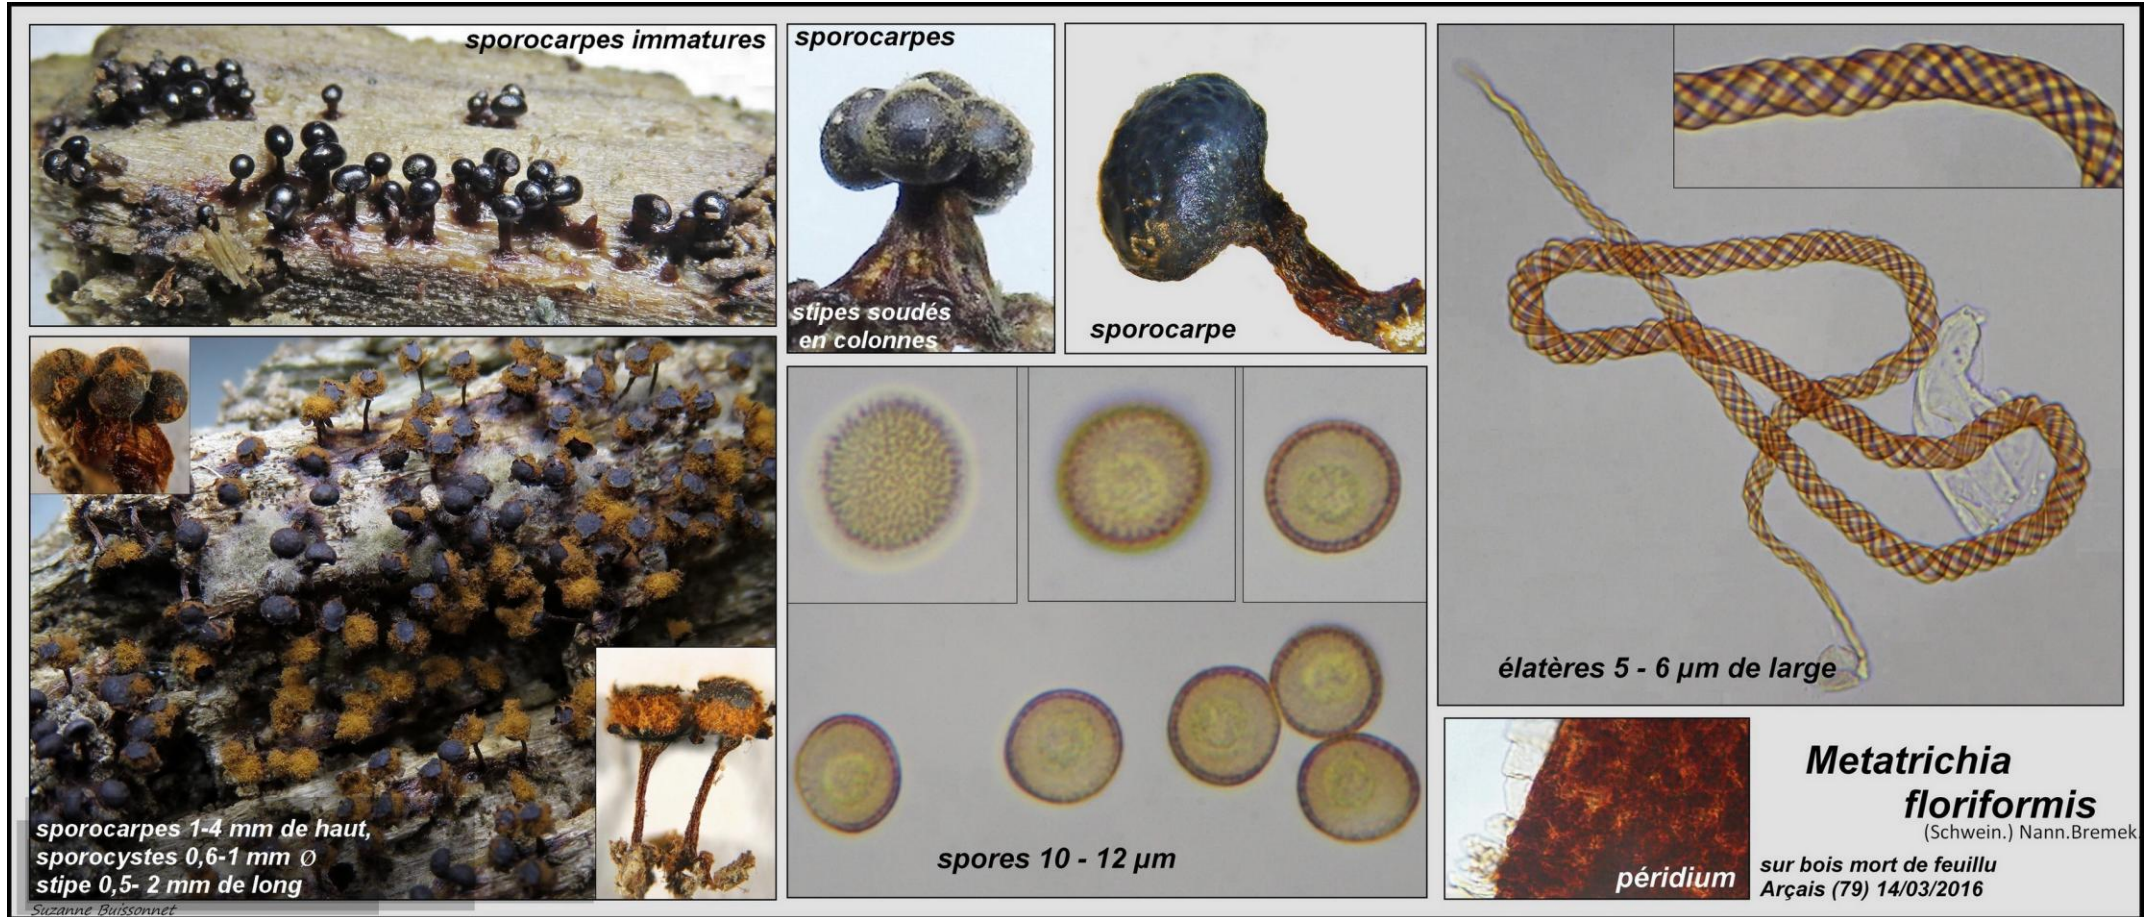 sporocarpes immatures
sporocarpes
stipes soudés
en colonnes
sporocarpe
élatères 5 - 6 µm de large
sporocarpes 1-4 mm de haut,
sporocystes 0,6-1 mm Ø
stipe 0,5- 2 mm de long
Suzanne Buissonnet
spores 10 - 12 µm
péridium
Metatrichia
floriformis
(Schwein.) Nann.Bremek.
sur bois mort de feuillu
Arçais (79) 14/03/2016